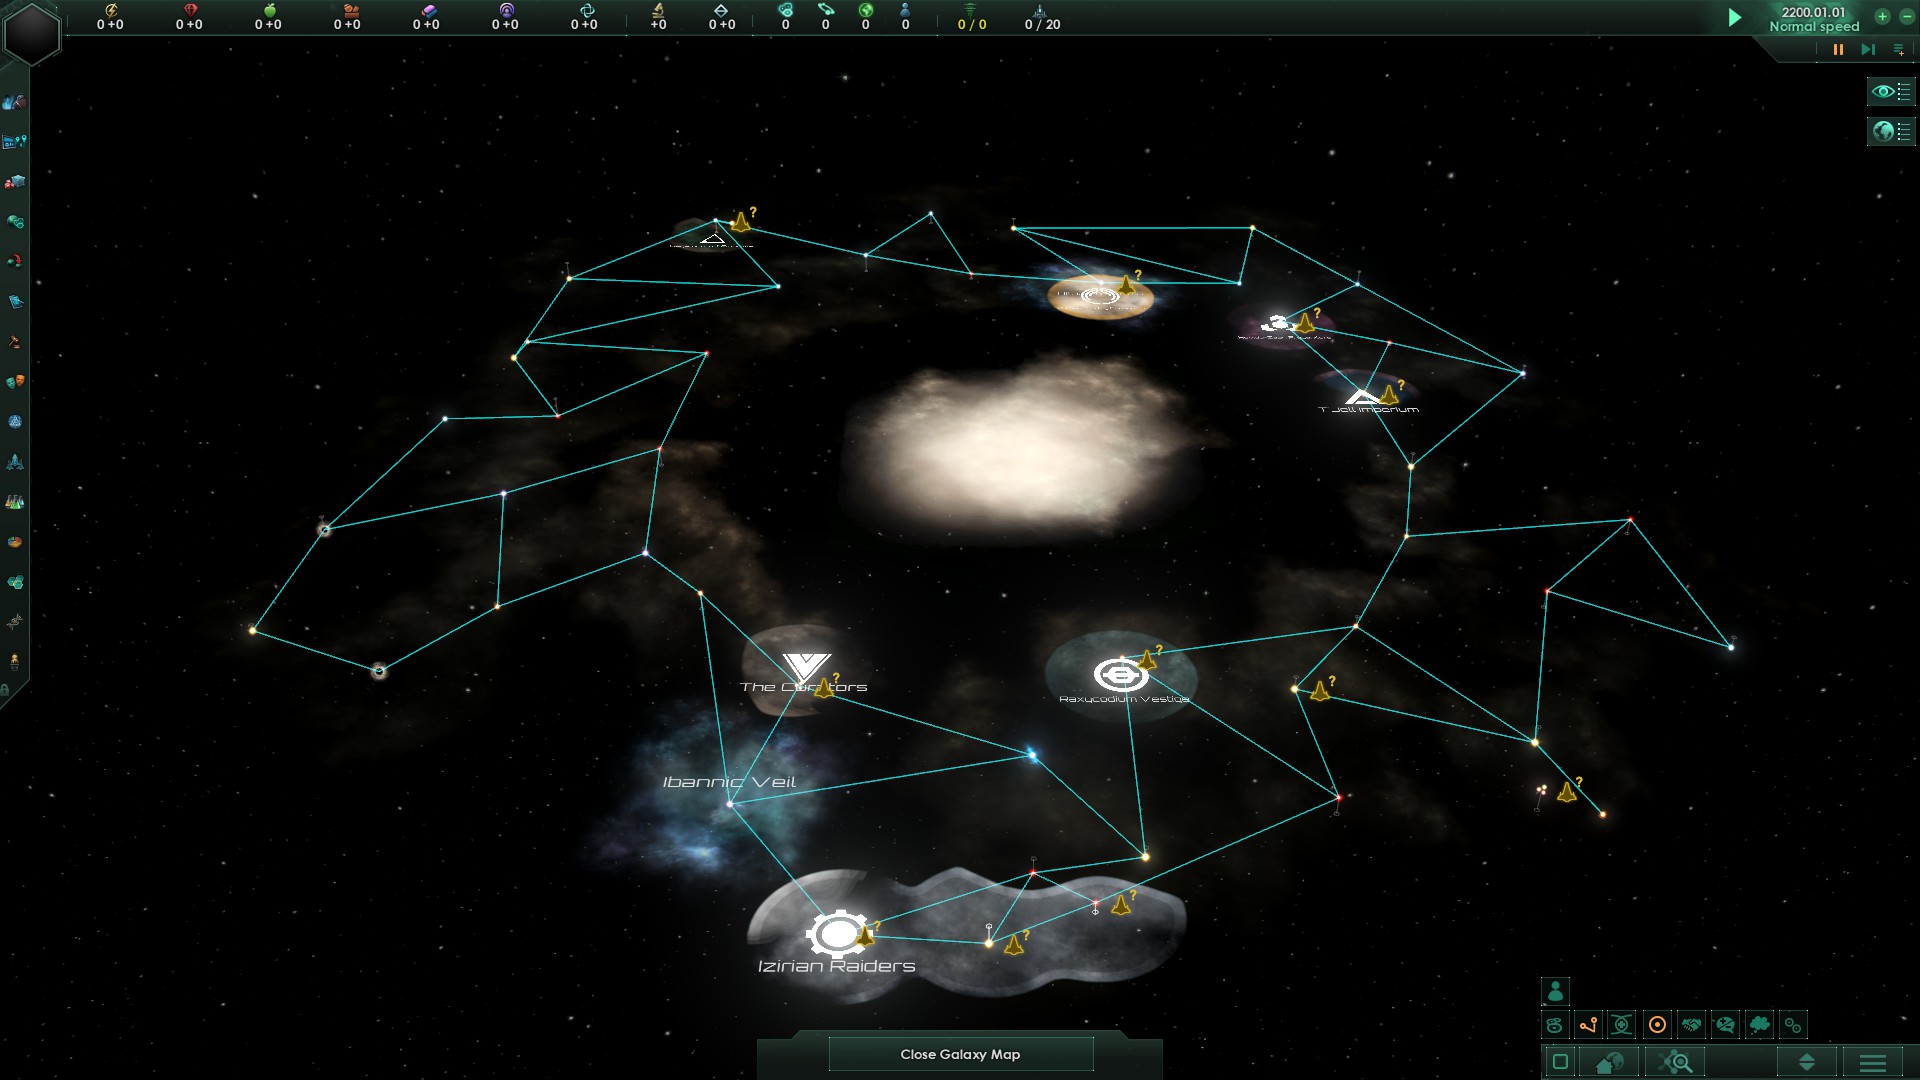 0 +0 0 +0 0 +0 0 +0 0 +0 0 +0 0 +0 +0 0 +0 0 0 0 0 0 / 0 0 / 20
2200.01.01
Normal speed
?
?
?
?
T'Jell Imperium
?
The Curators
?
Raxycodium Vestige
?
Ibannic Veil
?
?
?
?
Izirian Raiders
Close Galaxy Map